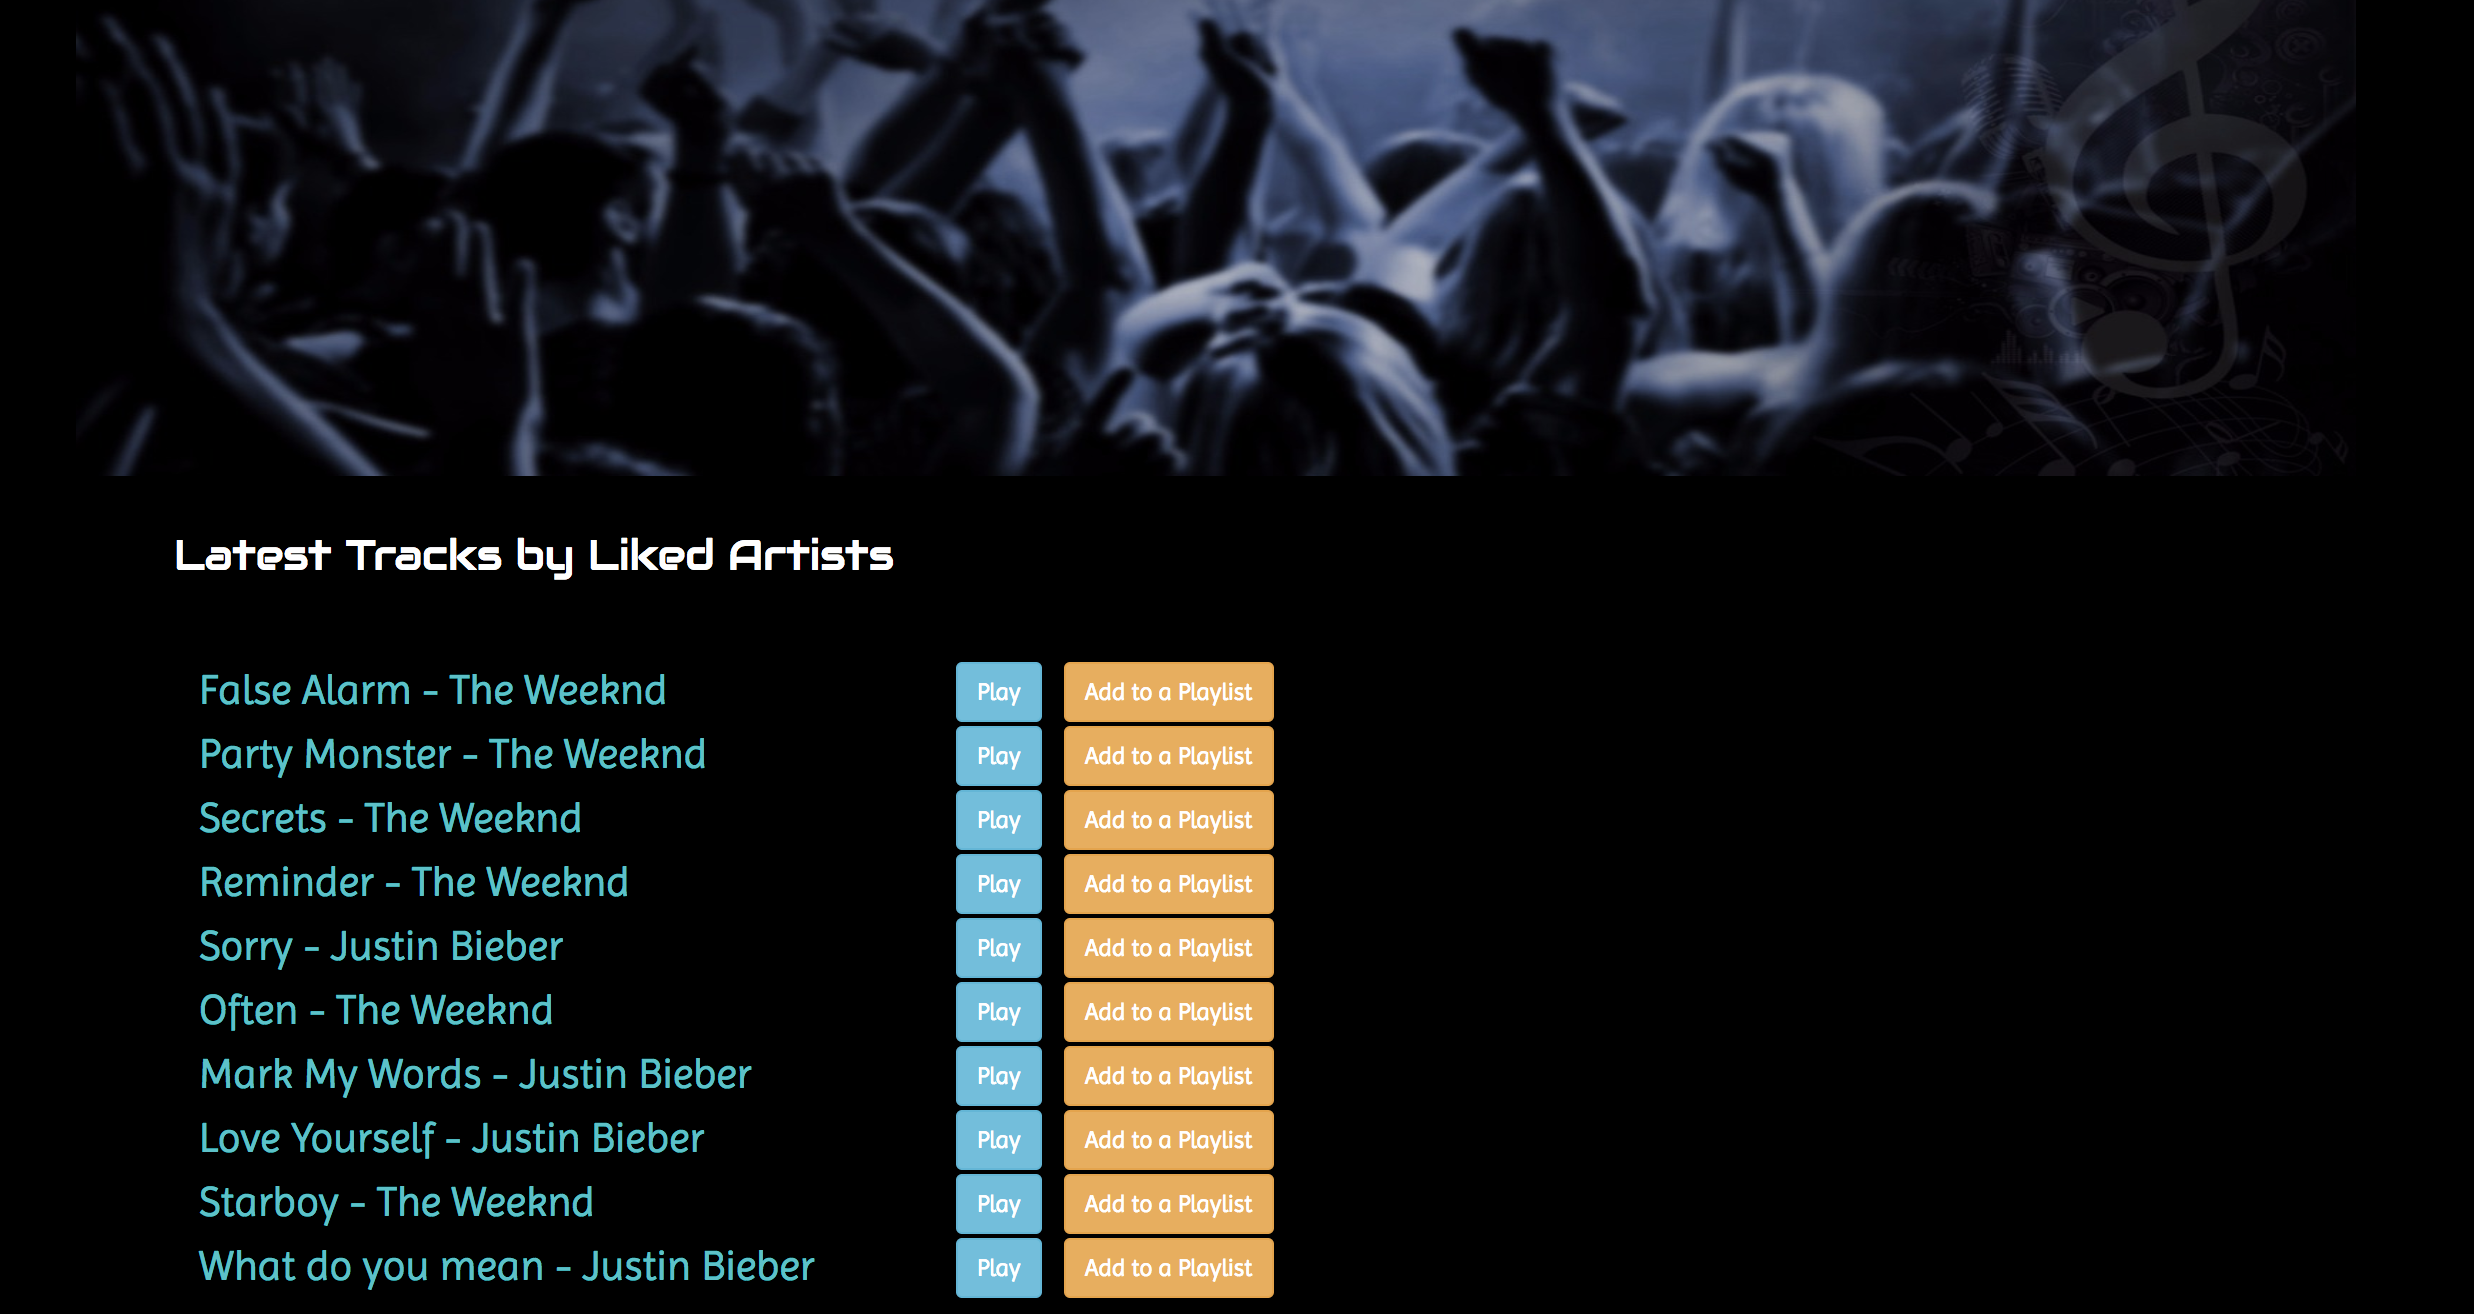 Latest Tracks by Liked Artists
False Alarm - The Weeknd Play Add to a Playlist
Party Monster - The Weeknd Play Add to a Playlist
Secrets - The Weeknd Play Add to a Playlist
Reminder - The Weeknd Play Add to a Playlist
Sorry - Justin Bieber Play Add to a Playlist
Often - The Weeknd Play Add to a Playlist
Mark My Words - Justin Bieber Play Add to a Playlist
Love Yourself - Justin Bieber Play Add to a Playlist
Starboy - The Weeknd Play Add to a Playlist
What do you mean - Justin Bieber Play Add to a Playlist